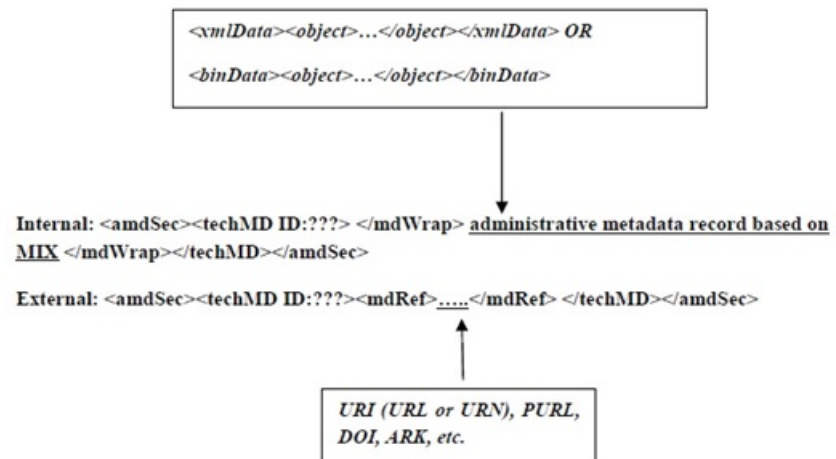 <xmlData><object>…</object></xmlData> OR
<binData><object>…</object></binData>
Internal: <amdSec><techMD ID:???> </mdWrap> administrative metadata record based on
MIX </mdWrap></techMD></amdSec>
External: <amdSec><techMD ID:???><mdRef>…..</mdRef> </techMD></amdSec>
URI (URL or URN), PURL,
DOI, ARK, etc.